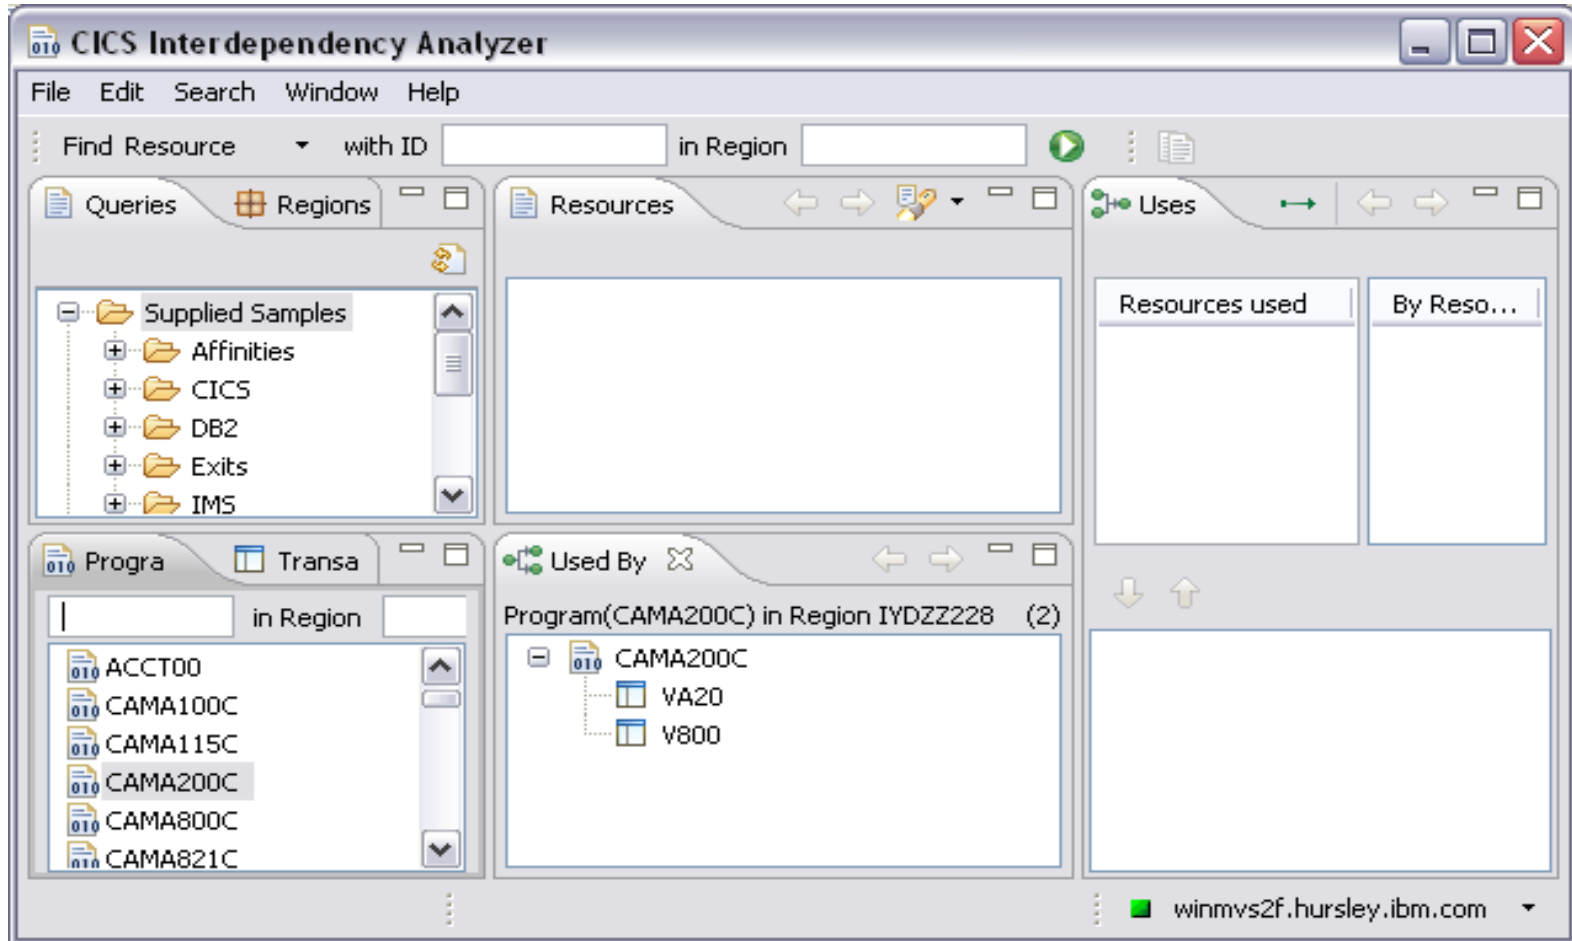 CICS Interdependency Analyzer
File Edit Search Window Help
Find Resource with ID in Region
Queries Regions
Supplied Samples
Affinities
CICS
DB2
Exits
IMS
Resources
Uses
Resources used By Reso...
Progra Transa
in Region
ACCT00
CAMA100C
CAMA115C
CAMA200C
CAMA800C
CAMA821C
Used By
Program(CAMA200C) in Region IYDZZ228 (2)
CAMA200C
VA20
V800
winmvs2f.hursley.ibm.com